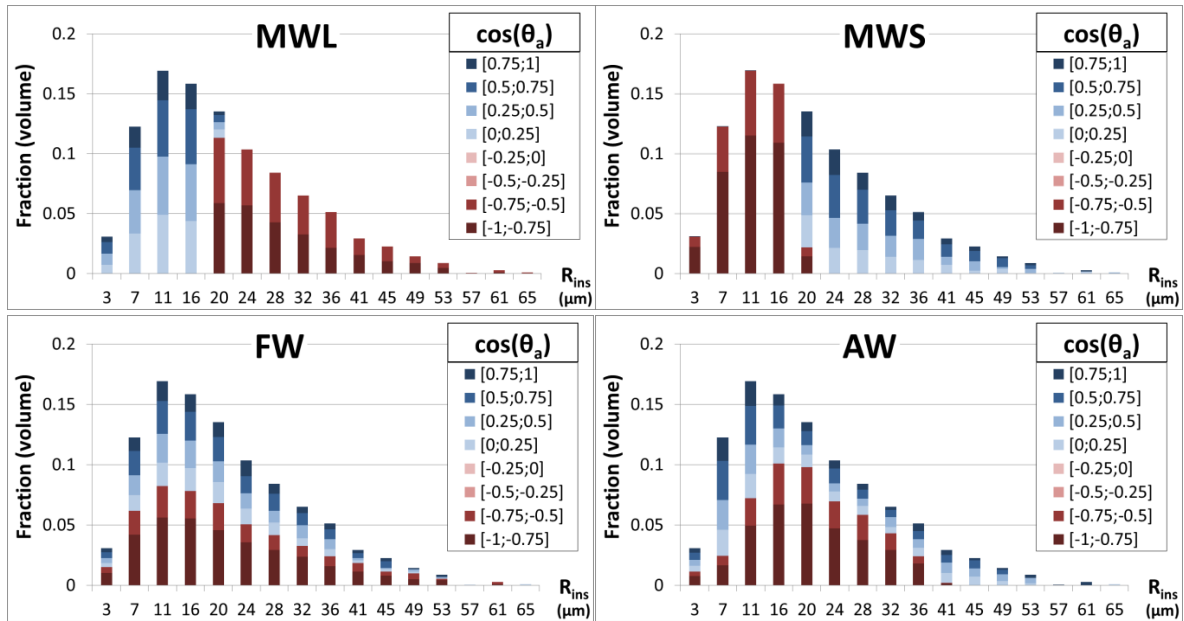 MWL
cos(θa)
[0.75;1]
[0.5;0.75]
[0.25;0.5]
[0;0.25]
[-0.25;0]
[-0.5;-0.25]
[-0.75;-0.5]
[-1;-0.75]
Fraction (volume)
0.2
0.15
0.1
0.05
0
3 7 11 16 20 24 28 32 36 41 45 49 53 57 61 65
Rins
(μm)
MWS
cos(θa)
[0.75;1]
[0.5;0.75]
[0.25;0.5]
[0;0.25]
[-0.25;0]
[-0.5;-0.25]
[-0.75;-0.5]
[-1;-0.75]
Fraction (volume)
0.2
0.15
0.1
0.05
0
3 7 11 16 20 24 28 32 36 41 45 49 53 57 61 65
Rins
(μm)
FW
cos(θa)
[0.75;1]
[0.5;0.75]
[0.25;0.5]
[0;0.25]
[-0.25;0]
[-0.5;-0.25]
[-0.75;-0.5]
[-1;-0.75]
Fraction (volume)
0.2
0.15
0.1
0.05
0
3 7 11 16 20 24 28 32 36 41 45 49 53 57 61 65
Rins
(μm)
AW
cos(θa)
[0.75;1]
[0.5;0.75]
[0.25;0.5]
[0;0.25]
[-0.25;0]
[-0.5;-0.25]
[-0.75;-0.5]
[-1;-0.75]
Fraction (volume)
0.2
0.15
0.1
0.05
0
3 7 11 16 20 24 28 32 36 41 45 49 53 57 61 65
Rins
(μm)